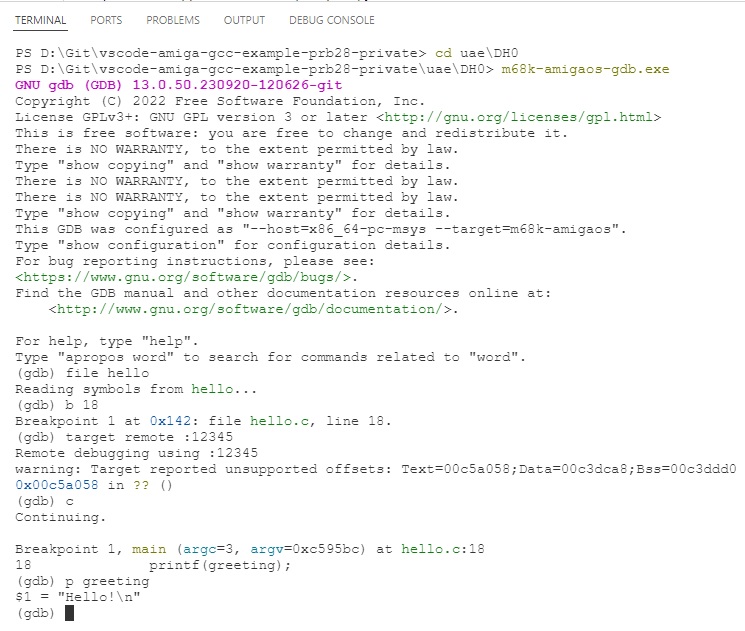 TERMINAL PORTS PROBLEMS OUTPUT DEBUG CONSOLE
PS D:\Git\vscode-amiga-gcc-example-prb28-private> cd uae\DH0
PS D:\Git\vscode-amiga-gcc-example-prb28-private\uae\DH0> m68k-amigaos-gdb.exe
GNU gdb (GDB) 13.0.50.230920-120626-git
Copyright (C) 2022 Free Software Foundation, Inc.
License GPLv3+: GNU GPL version 3 or later <http://gnu.org/licenses/gpl.html>
This is free software: you are free to change and redistribute it.
There is NO WARRANTY, to the extent permitted by law.
Type "show copying" and "show warranty" for details.
There is NO WARRANTY, to the extent permitted by law.
There is NO WARRANTY, to the extent permitted by law.
Type "show copying" and "show warranty" for details.
This GDB was configured as "--host=x86_64-pc-msys --target=m68k-amigaos".
Type "show configuration" for configuration details.
For bug reporting instructions, please see:
<https://www.gnu.org/software/gdb/bugs/>.
Find the GDB manual and other documentation resources online at:
    <http://www.gnu.org/software/gdb/documentation/>.

For help, type "help".
Type "apropos word" to search for commands related to "word".
(gdb) file hello
Reading symbols from hello...
(gdb) b 18
Breakpoint 1 at 0x142: file hello.c, line 18.
(gdb) target remote :12345
Remote debugging using :12345
warning: Target reported unsupported offsets: Text=00c5a058;Data=00c3dca8;Bss=00c3ddd0
0x00c5a058 in ?? ()
(gdb) c
Continuing.

Breakpoint 1, main (argc=3, argv=0xc595bc) at hello.c:18
18              printf(greeting);
(gdb) p greeting
$1 = "Hello!\n"
(gdb)